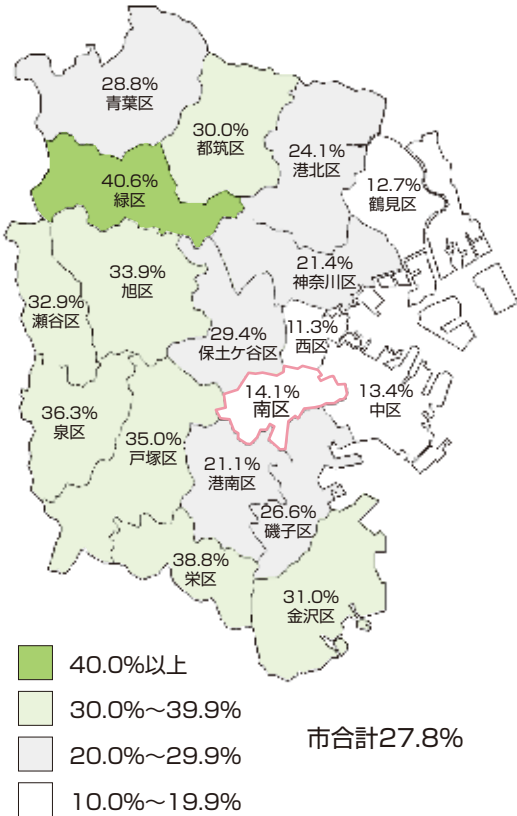 28.8%
青葉区
30.0%
都筑区
24.1%
港北区
12.7%
鶴見区
40.6%
緑区
21.4%
神奈川区
33.9%
旭区
32.9%
瀬谷区
29.4%
保土ケ谷区
11.3%
西区
14.1%
南区
13.4%
中区
36.3%
泉区
35.0%
戸塚区
21.1%
港南区
26.6%
磯子区
38.8%
栄区
31.0%
金沢区
40.0%以上
30.0%～39.9%
20.0%～29.9%
10.0%～19.9%
市合計27.8%